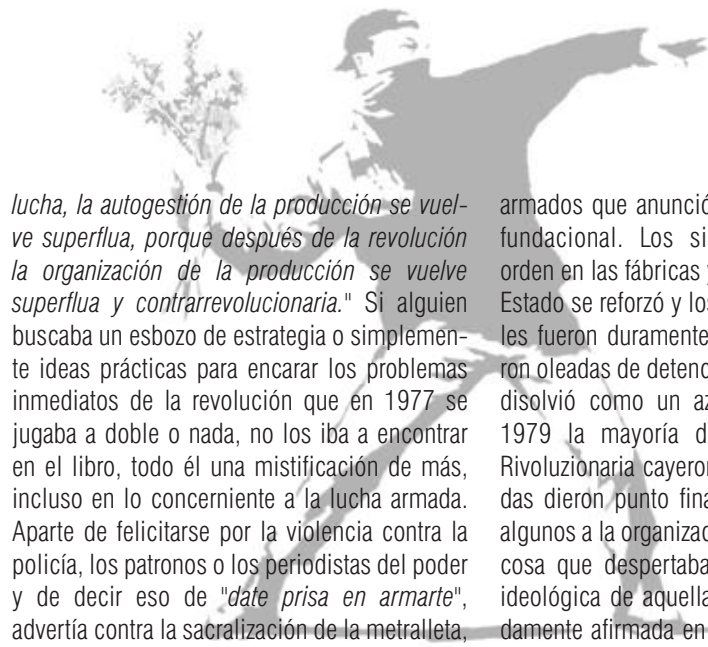 lucha, la autogestión de la producción se vuel-
ve superflua, porque después de la revolución
la organización de la producción se vuelve
superflua y contrarrevolucionaria." Si alguien
buscaba un esbozo de estrategia o simplemen-
te ideas prácticas para encarar los problemas
inmediatos de la revolución que en 1977 se
jugaba a doble o nada, no los iba a encontrar
en el libro, todo él una mistificación de más,
incluso en lo concerniente a la lucha armada.
Aparte de felicitarse por la violencia contra la
policía, los patronos o los periodistas del poder
y de decir eso de "date prisa en armarte",
advertía contra la sacralización de la metralleta,
armados que anunció
fundacional. Los si
orden en las fábricas y
Estado se reforzó y los
les fueron duramente
ron oleadas de detenc
disolvió como un az
1979 la mayoría d
Rivoluzionaria cayeron
das dieron punto fina
algunos a la organizac
cosa que despertaba
ideológica de aquella
damente afirmada en